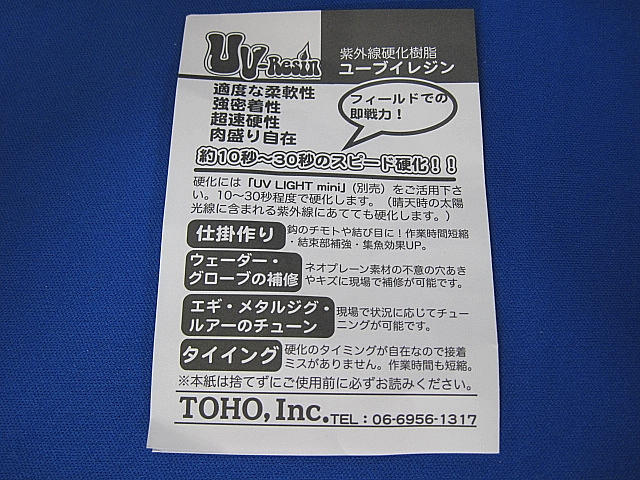 UV-Resin
紫外線硬化樹脂
ユーブイレジン
適度な柔軟性
強密着性
超速硬性
肉盛り自在
フィールドでの
即戦力！
約10秒〜30秒のスピード硬化！！
硬化には「UV LIGHT mini」(別売）をご活用下さ
い。10〜30秒程度で硬化します。（晴天時の太陽
光線に含まれる紫外線にあてても硬化します。）
仕掛作り
鈎のチモトや結び目に！作業時間短縮
・結束部補強・集魚効果UP。
ウェーダー・
グローブの補修
ネオプレーン素材の不意の穴あき
やキズに現場で補修が可能です。
エギ・メタルジグ・
ルアーのチューン
現場で状況に応じてチュー
ニングが可能です。
タイイング
硬化のタイミングが自在なので接着
ミスがありません。作業時間も短縮。
※本紙は捨てずにご使用前に必ずお読みください。
TOHO, Inc. TEL：06-6956-1317